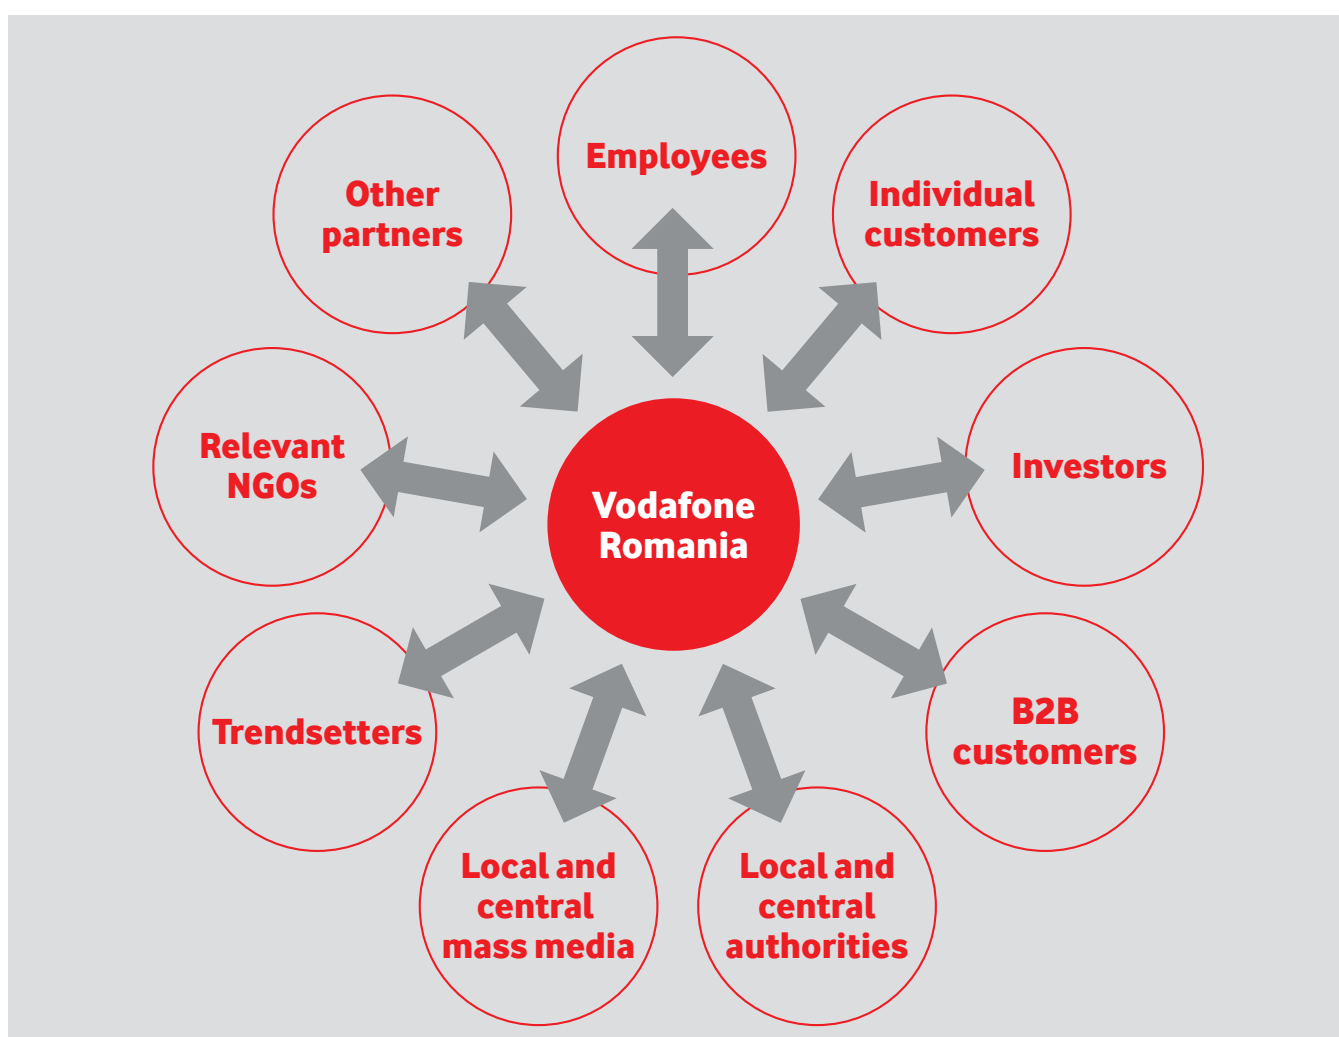 Employees
Individual
customers
Investors
B2B
customers
Local and
central
authorities
Local and
central
mass media
Trendsetters
Relevant
NGOs
Other
partners
Vodafone
Romania